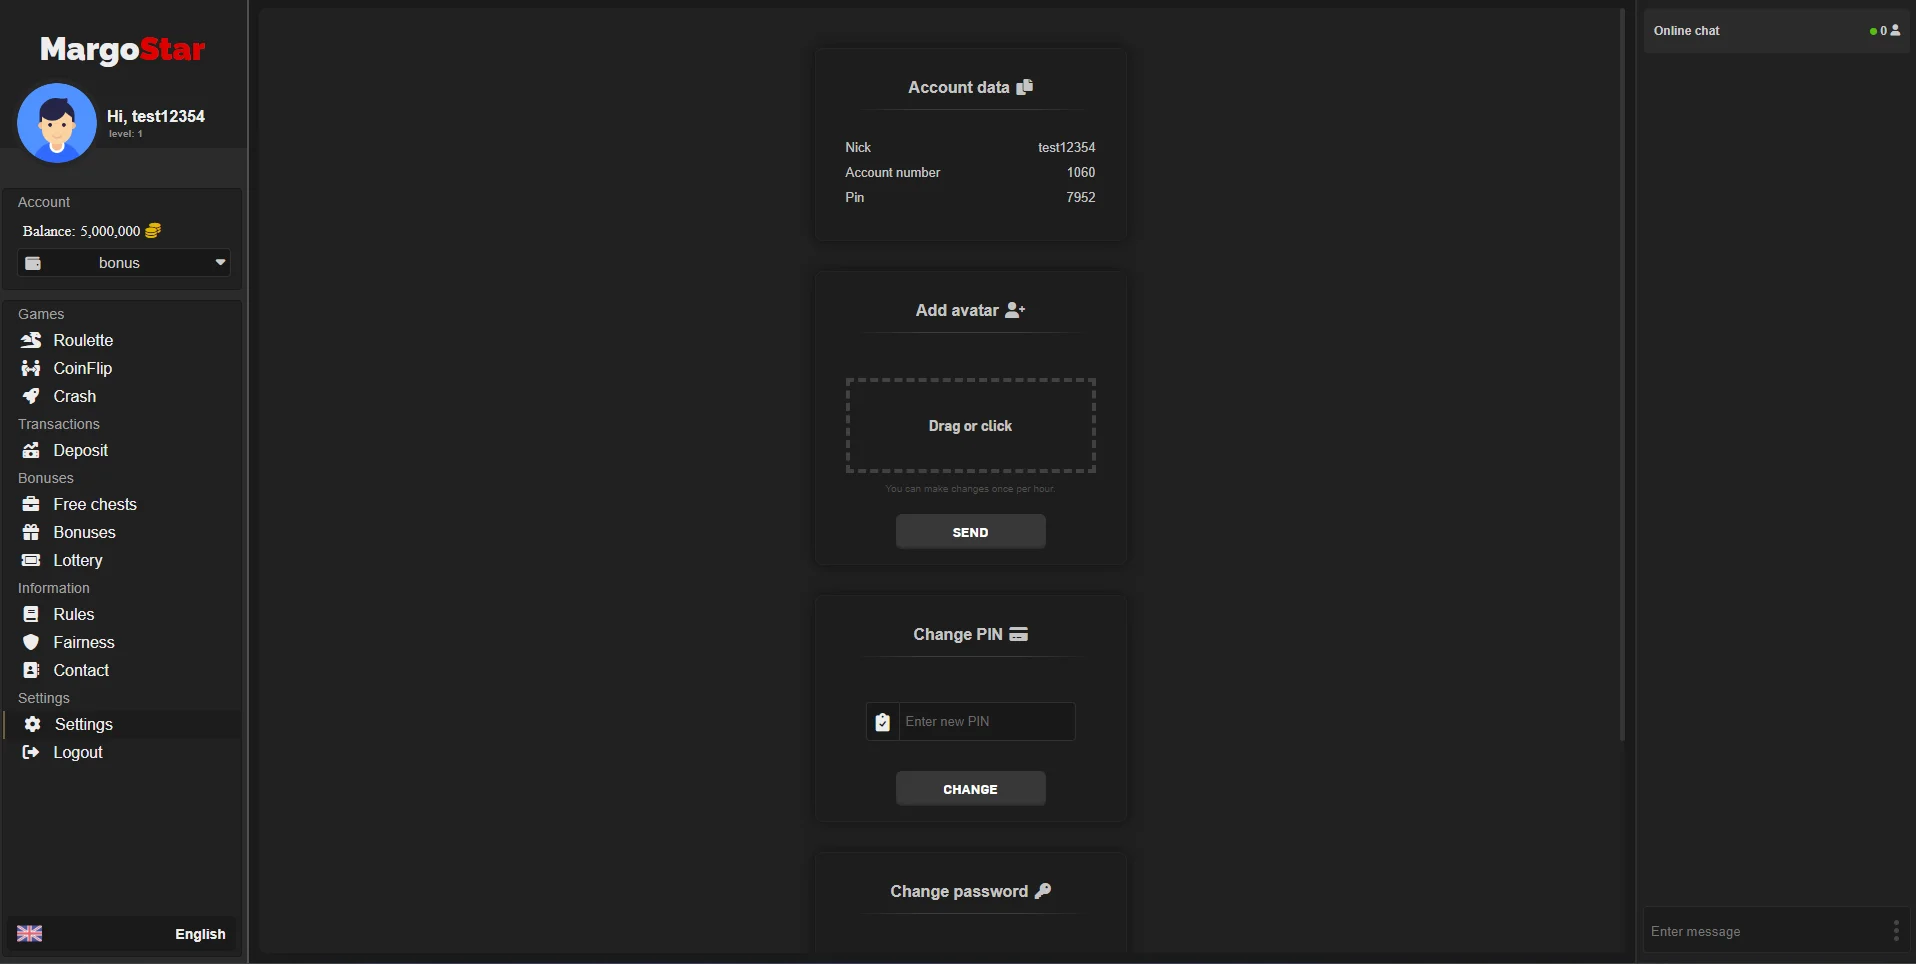 MargoStar
Hi, test12354
level: 1
Account
Balance: 5,000,000
bonus
Games
Roulette
CoinFlip
Crash
Transactions
Deposit
Bonuses
Free chests
Bonuses
Lottery
Information
Rules
Fairness
Contact
Settings
Settings
Logout
English
Account data
Nick test12354
Account number 1060
Pin 7952
Add avatar
Drag or click
You can make changes once per hour.
SEND
Change PIN
Enter new PIN
CHANGE
Change password
Online chat
0
Enter message